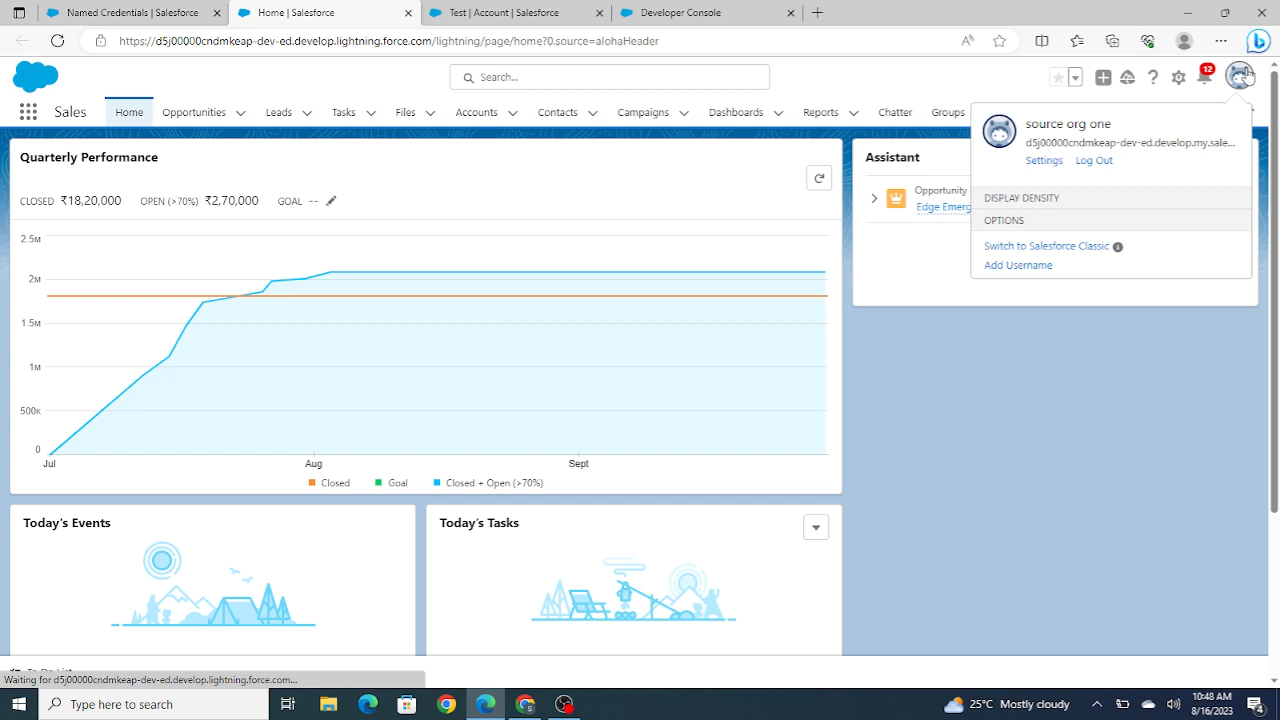 Named Credentials | Salesforce
Home | Salesforce
Test | Account | Salesforce
Developer Console
https://d5j00000cndmkeap-dev-ed.develop.lightning.force.com/lightning/page/home?0.source=alohaHeader
Search...
12
Sales
Home
Opportunities
Leads
Tasks
Files
Accounts
Contacts
Campaigns
Dashboards
Reports
Chatter
Groups
source org one
d5j00000cndmkeap-dev-ed.develop.my.sale...
Settings
Log Out
DISPLAY DENSITY
OPTIONS
Switch to Salesforce Classic
Add Username
Quarterly Performance
CLOSED ₹18,20,000 OPEN (>70%) ₹2,70,000 GOAL --
2.5M
2M
1.5M
1M
500K
0
Jul
Aug
Sept
Closed
Goal
Closed + Open (>70%)
Assistant
Opportunity
Edge Emerg
Today's Events
Today's Tasks
Waiting for d5j00000cndmkeap-dev-ed.develop.lightning.force.com...
Type here to search
25°C Mostly cloudy
10:48 AM
8/16/2023
4